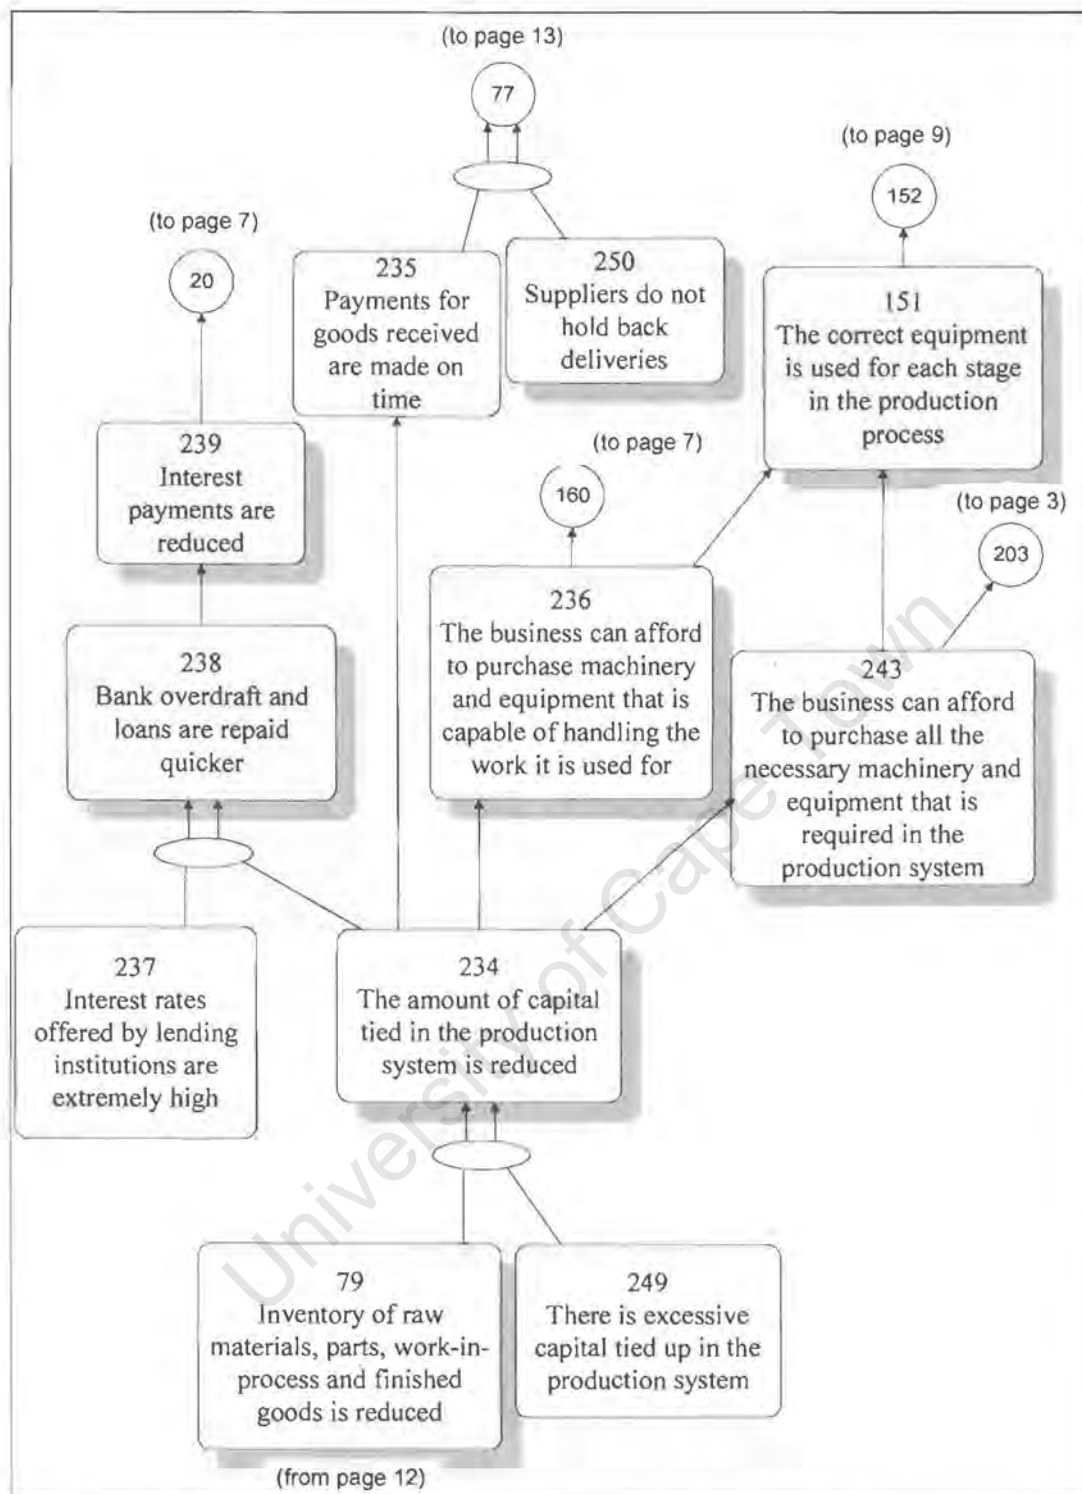 (to page 13)
77
(to page 9)
152
(to page 7)
20
235
Payments for
goods received
are made on
time
250
Suppliers do not
hold back
deliveries
151
The correct equipment
is used for each stage
in the production
process
239
Interest
payments are
reduced
(to page 7)
160
(to page 3)
203
236
The business can afford
to purchase machinery
and equipment that is
capable of handling the
work it is used for
238
Bank overdraft and
loans are repaid
quicker
243
The business can afford
to purchase all the
necessary machinery and
equipment that is
required in the
production system
237
Interest rates
offered by lending
institutions are
extremely high
234
The amount of capital
tied in the production
system is reduced
79
Inventory of raw
materials, parts, work-in-
process and finished
goods is reduced
249
There is excessive
capital tied up in the
production system
(from page 12)
University of Cape Town